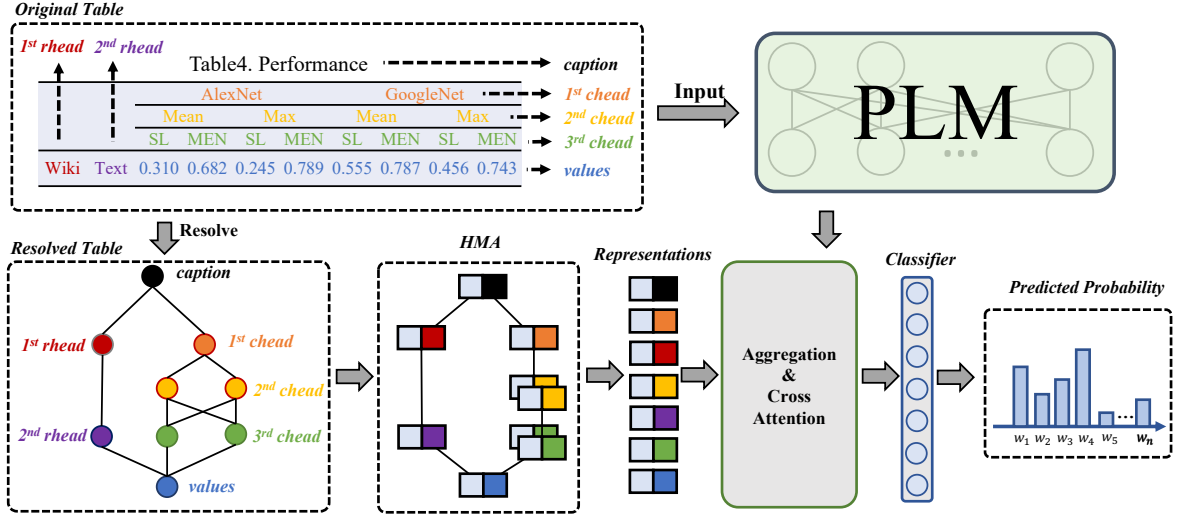 Original Table
1st rhead 2nd rhead
Table4. Performance caption
AlexNet GoogleNet 1st chead
Mean Max Mean Max 2nd chead
SL MEN SL MEN SL MEN SL MEN 3rd chead
Wiki Text 0.310 0.682 0.245 0.789 0.555 0.787 0.456 0.743 values
Input
PLM
Resolve
Resolved Table
caption
1st rhead 1st chead
2nd chead
2nd rhead 3rd chead
values
HMA
Representations
Aggregation
&
Cross
Attention
Classifier
Predicted Probability
w1 w2 w3 w4 w5 wn